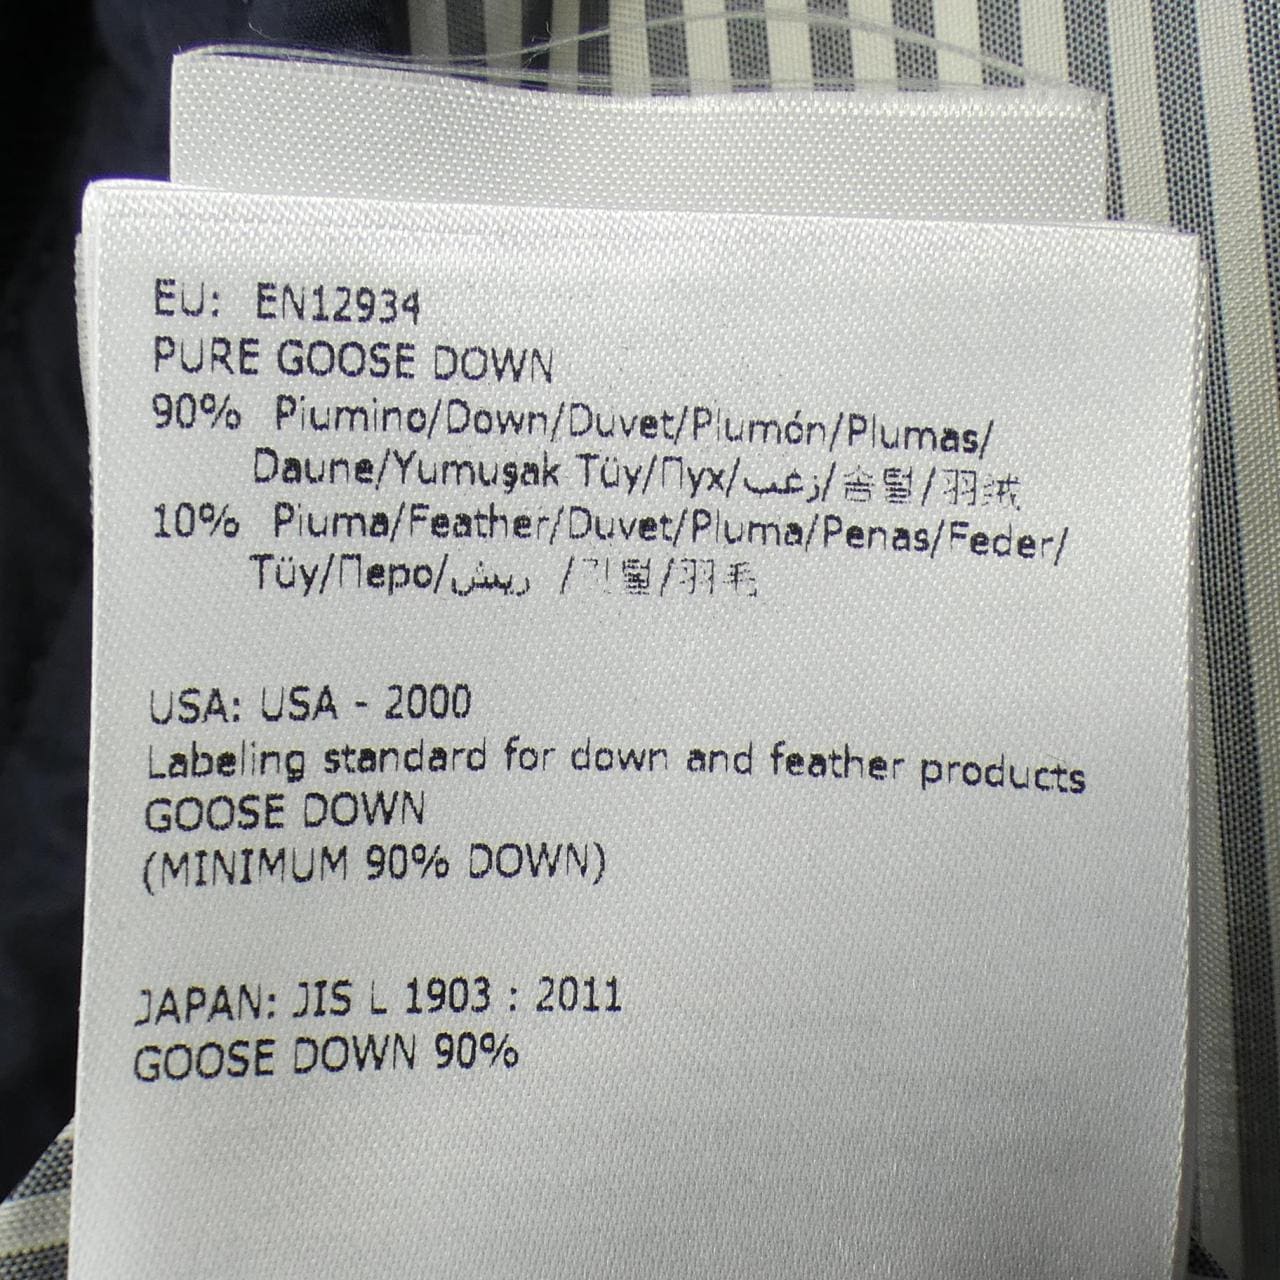 EU: EN12934
PURE GOOSE DOWN
90% Piumino/Down/Duvet/Plumón/Plumas/
Daune/Yumuşak Tüy/Пух/زغب/솜털/羽絨
10% Piuma/Feather/Duvet/Pluma/Penas/Feder/
Tüy/Перо/ريش /깃털/羽毛
USA: USA - 2000
Labeling standard for down and feather products
GOOSE DOWN
(MINIMUM 90% DOWN)
JAPAN: JIS L 1903 : 2011
GOOSE DOWN 90%